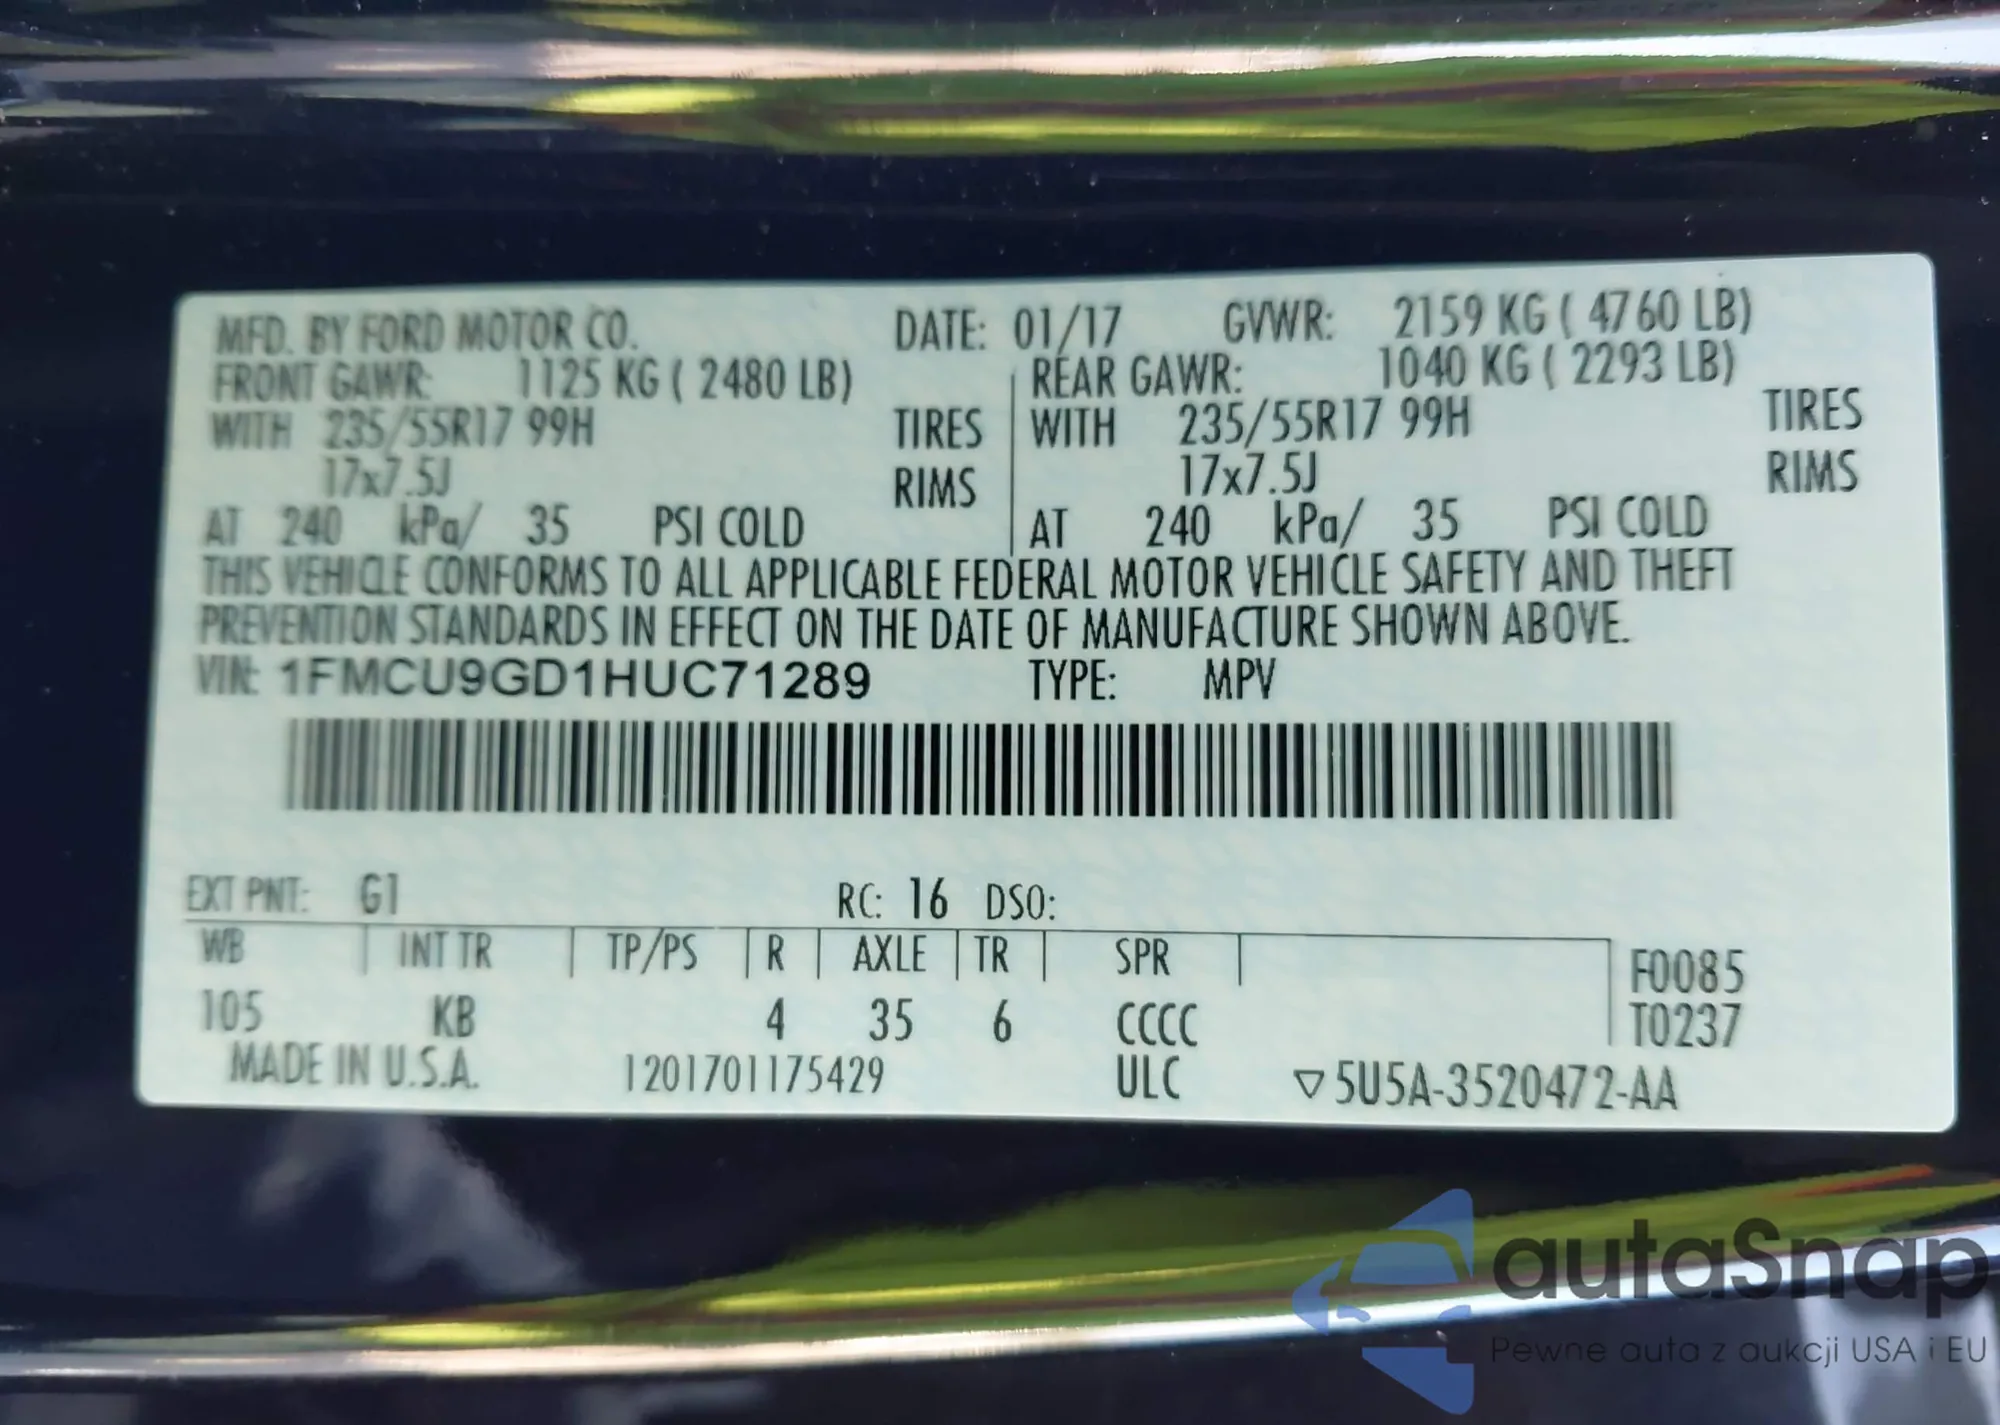 MFD. BY FORD MOTOR CO. DATE: 01/17 GVWR: 2159 KG ( 4760 LB)
FRONT GAWR: 1125 KG ( 2480 LB) REAR GAWR: 1040 KG ( 2293 LB)
WITH 235/55R17 99H TIRES WITH 235/55R17 99H TIRES
17x7.5J RIMS 17x7.5J RIMS
AT 240 kPa/ 35 PSI COLD AT 240 kPa/ 35 PSI COLD
THIS VEHICLE CONFORMS TO ALL APPLICABLE FEDERAL MOTOR VEHICLE SAFETY AND THEFT
PREVENTION STANDARDS IN EFFECT ON THE DATE OF MANUFACTURE SHOWN ABOVE.
VIN: 1FMCU9GD1HUC71289 TYPE: MPV
EXT PNT: G1 RC: 16 DSO:
WB INT TR TP/PS R AXLE TR SPR F0085
105 KB 4 35 6 CCCC T0237
MADE IN U.S.A. 1201701175429 ULC ▽5U5A-3520472-AA
autaSnap
Pewne auta z aukcji USA i EU